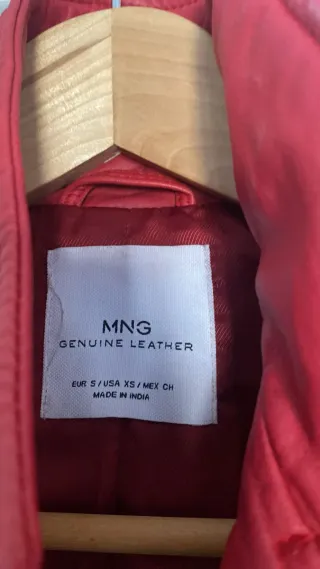 MNG
GENUINE LEATHER
EUR S / USA XS / MEX CH
MADE IN INDIA